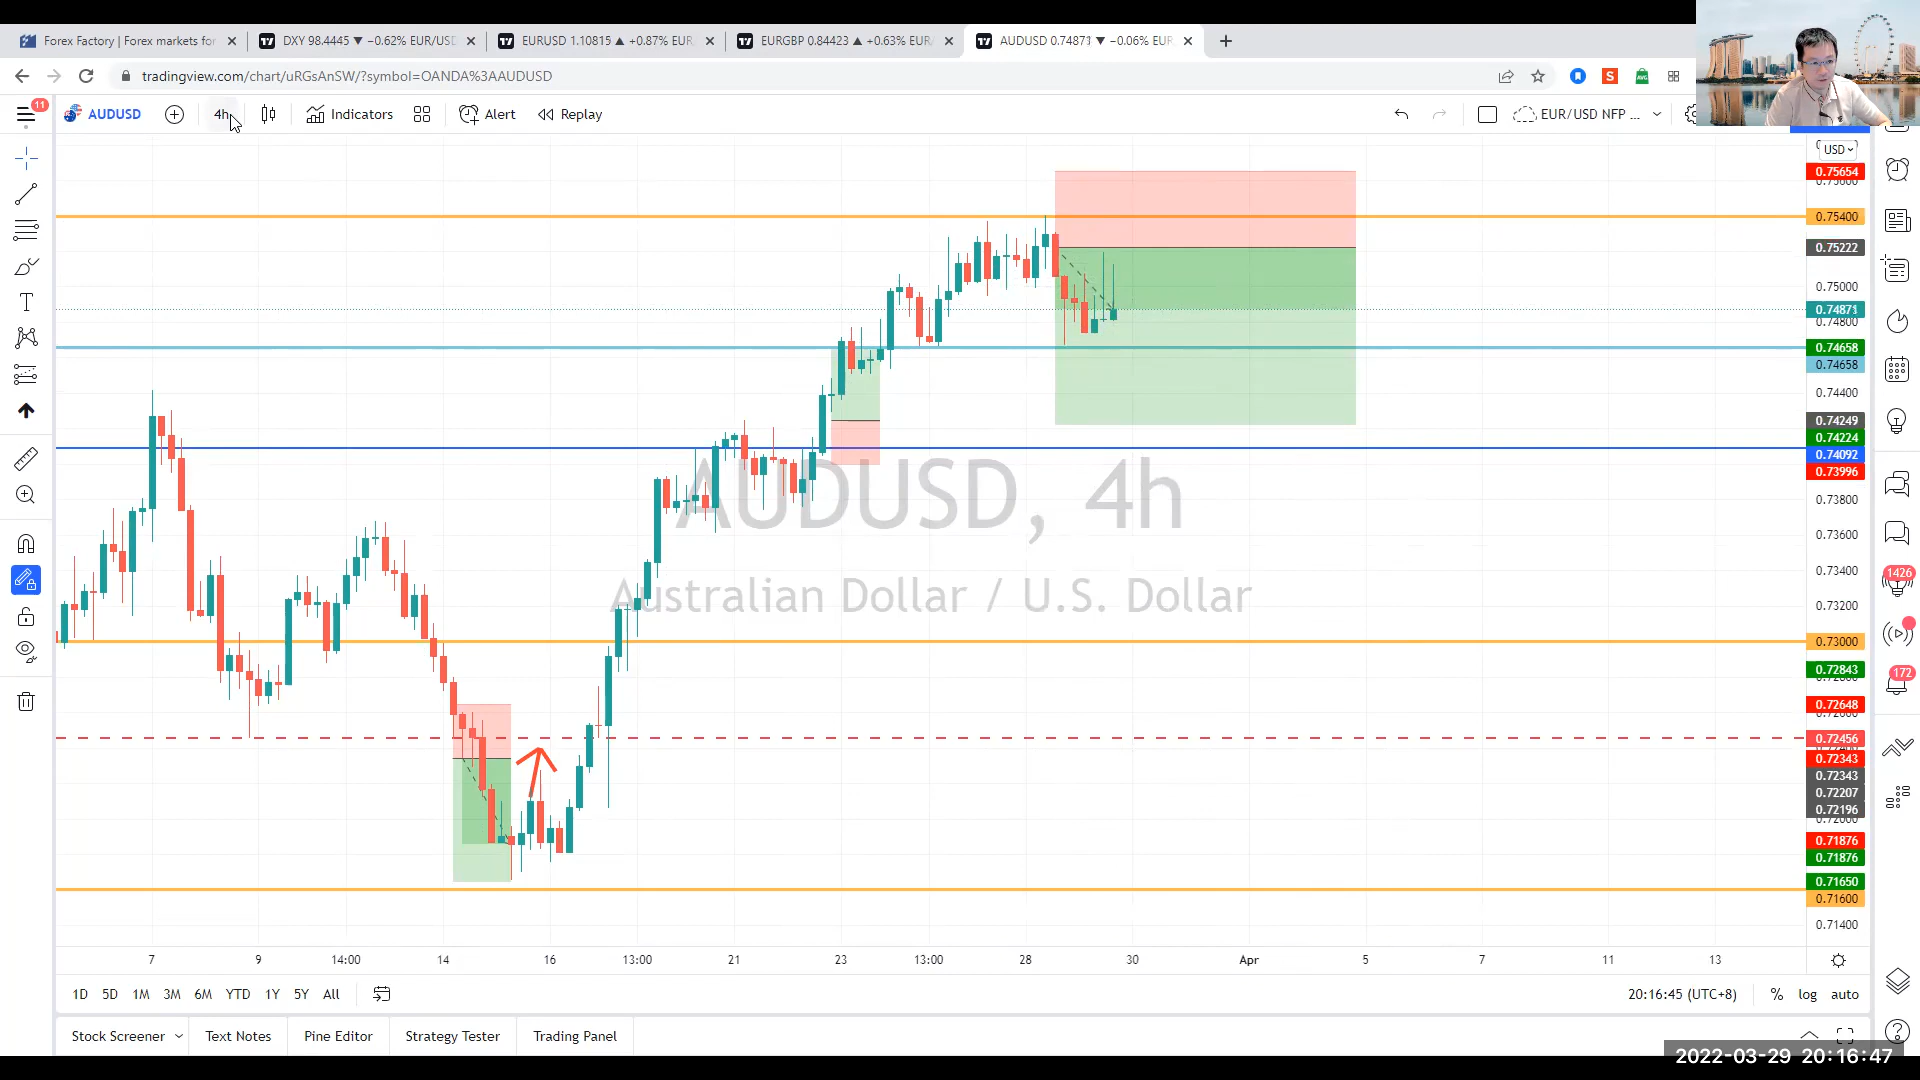 Forex Factory | Forex markets for
DXY 98.4445 ▼ −0.62% EUR/USD
EURUSD 1.10815 ▲ +0.87% EUR
EURGBP 0.84423 ▲ +0.63% EUR
AUDUSD 0.74871 ▼ −0.06% EUR
tradingview.com/chart/uRGsAnSW/?symbol=OANDA%3AAUDUSD
11
AUDUSD
4h
Indicators
Alert
Replay
EUR/USD NFP ...
USD
0.75654
0.75400
0.75222
0.75000
0.74871
0.74800
0.74658
0.74658
0.74400
0.74249
0.74224
0.74092
0.73996
0.73800
0.73600
0.73400
0.73200
0.73000
0.72843
0.72648
0.72456
0.72343
0.72343
0.72207
0.72196
0.71876
0.71876
0.71650
0.71600
0.71400
AUDUSD, 4h
Australian Dollar / U.S. Dollar
1426
172
7 9 14:00 14 16 13:00 21 23 13:00 28 30 Apr 5 7 11 13
1D 5D 1M 3M 6M YTD 1Y 5Y All
20:16:45 (UTC+8) % log auto
Stock Screener Text Notes Pine Editor Strategy Tester Trading Panel
2022-03-29 20:16:47